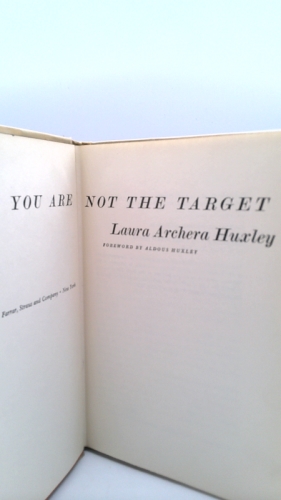 YOU ARE NOT THE TARGET
Laura Archera Huxley
FOREWORD BY ALDOUS HUXLEY
Farrar, Straus and Company – New York